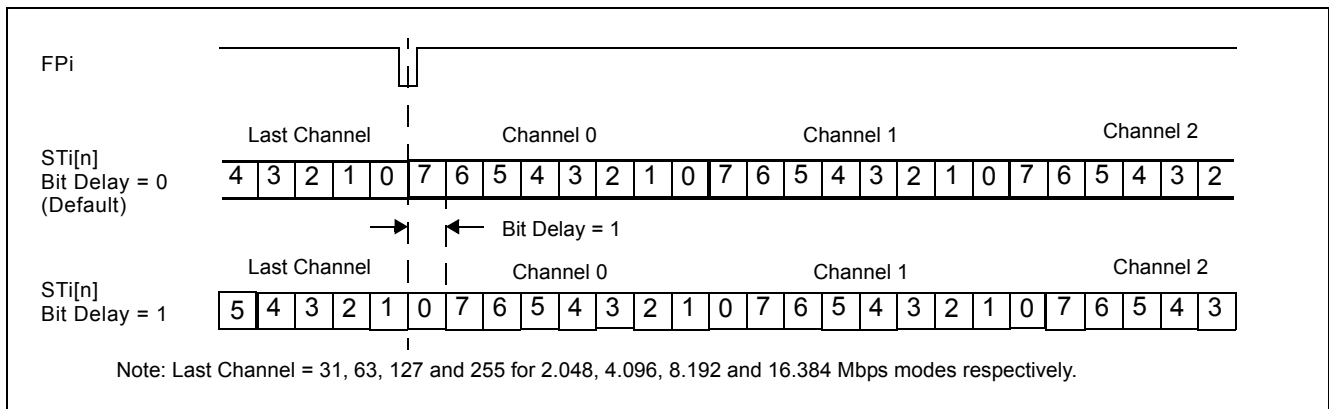 FPi
Last Channel Channel 0 Channel 1 Channel 2
STi[n]
Bit Delay = 0
(Default)
4 3 2 1 0 7 6 5 4 3 2 1 0 7 6 5 4 3 2 1 0 7 6 5 4 3 2
Bit Delay = 1
Last Channel Channel 0 Channel 1 Channel 2
STi[n]
Bit Delay = 1
5 4 3 2 1 0 7 6 5 4 3 2 1 0 7 6 5 4 3 2 1 0 7 6 5 4 3
Note: Last Channel = 31, 63, 127 and 255 for 2.048, 4.096, 8.192 and 16.384 Mbps modes respectively.